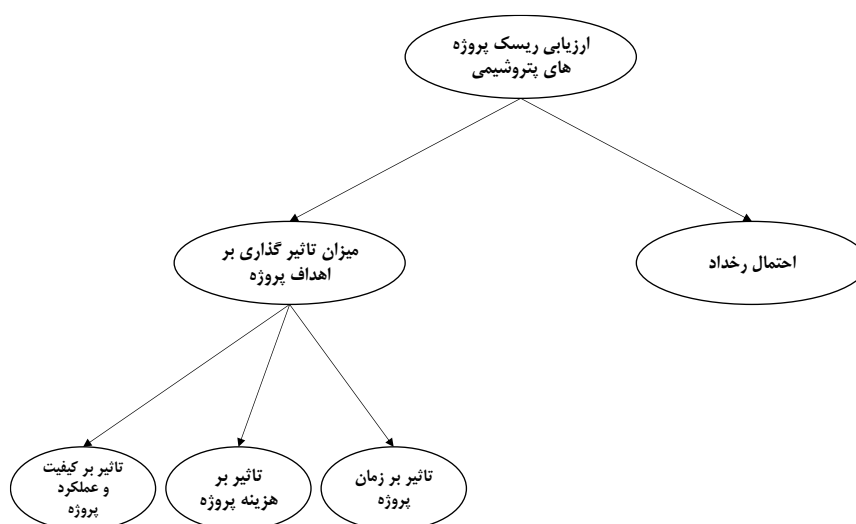 ارزیابی ریسک پروژه
های پتروشیمی
احتمال رخداد
میزان تاثیر گذاری بر
اهداف پروژه
تاثیر بر زمان
پروژه
تاثیر بر
هزینه پروژه
تاثیر بر کیفیت
و عملکرد
پروژه